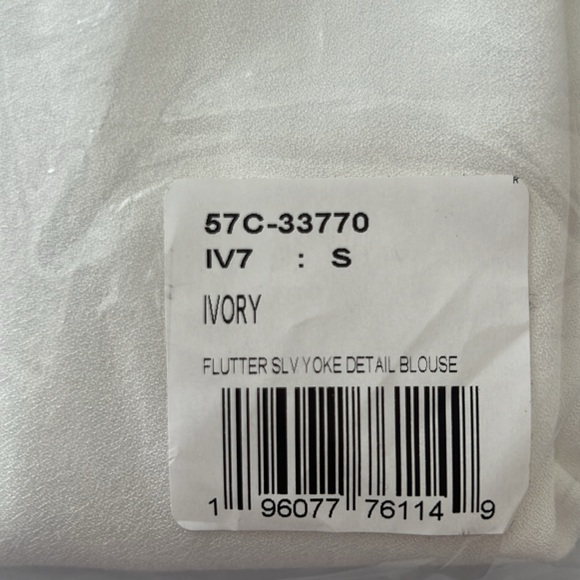 57C-33770
IV7 : S
IVORY
FLUTTER SLV YOKE DETAIL BLOUSE
1 96077 76114 9